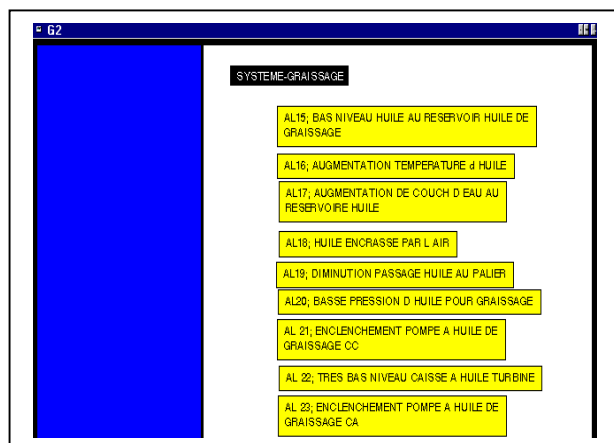 G2
SYSTEME-GRAISSAGE
AL15; BAS NIVEAU HUILE AU RESERVOIR HUILE DE
GRAISSAGE
AL16; AUGMENTATION TEMPERATURE d HUILE
AL17; AUGMENTATION DE COUCH D EAU AU
RESERVOIRE HUILE
AL18; HUILE ENCRASSE PAR L AIR
AL19; DIMINUTION PASSAGE HUILE AU PALIER
AL20; BASSE PRESSION D HUILE POUR GRAISSAGE
AL 21; ENCLENCHEMENT POMPE A HUILE DE
GRAISSAGE CC
AL 22; TRES BAS NIVEAU CAISSE A HUILE TURBINE
AL 23; ENCLENCHEMENT POMPE A HUILE DE
GRAISSAGE CA